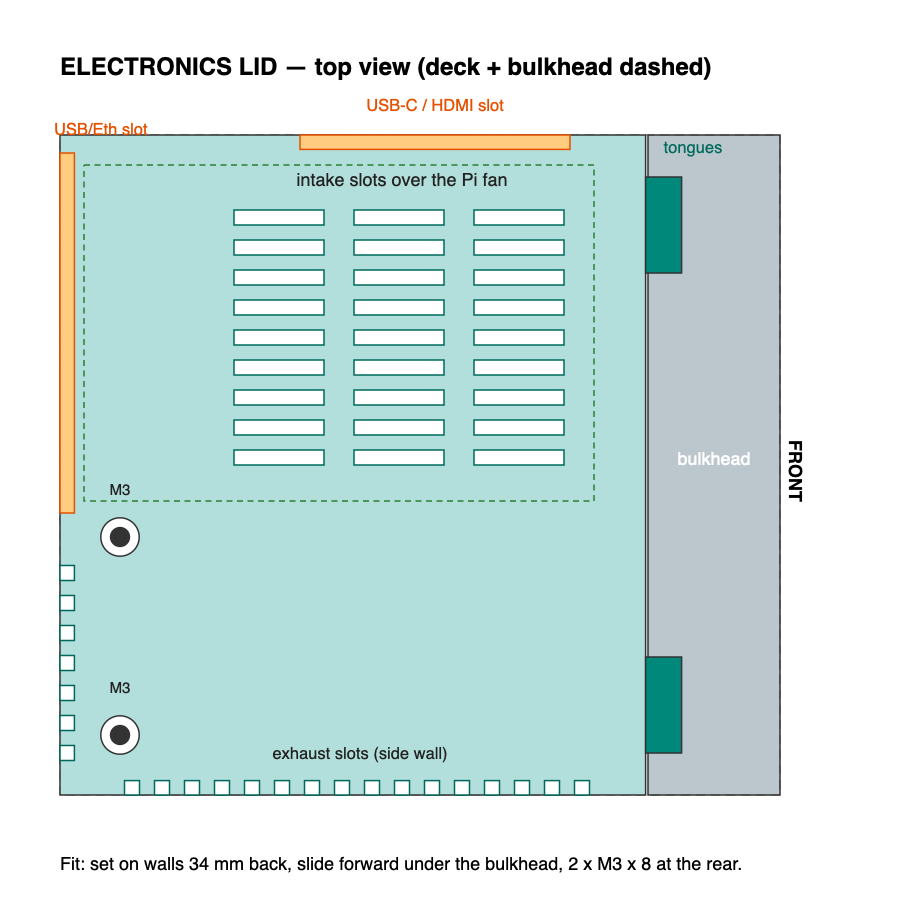 ELECTRONICS LID — top view (deck + bulkhead dashed)
USB-C / HDMI slot
USB/Eth slot
tongues
intake slots over the Pi fan
bulkhead
FRONT
M3
M3
exhaust slots (side wall)
Fit: set on walls 34 mm back, slide forward under the bulkhead, 2 x M3 x 8 at the rear.